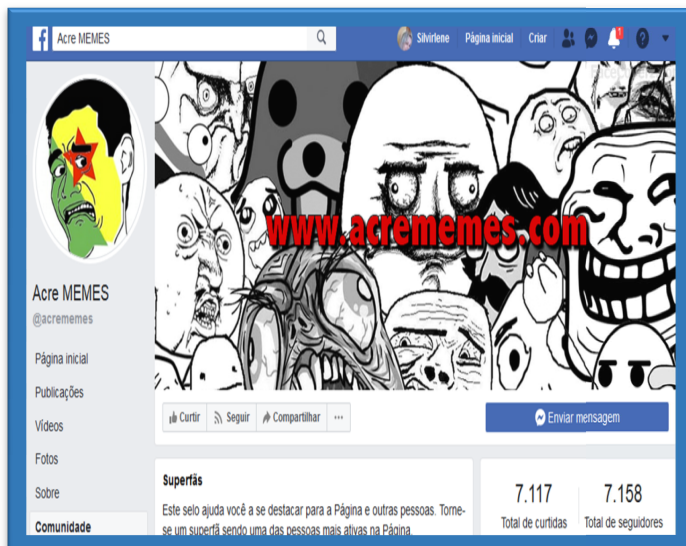 Acre MEMES
Silvirlene Página inicial Criar
1
www.acrememes.com
Acre MEMES
@acrememes
Página inicial
Publicações
Vídeos
Fotos
Sobre
Comunidade
Curtir Seguir Compartilhar ...
Enviar mensagem
Superfãs
Este selo ajuda você a se destacar para a Página e outras pessoas. Torne-
se um superfã sendo uma das pessoas mais ativas na Página.
7.117
Total de curtidas
7.158
Total de seguidores